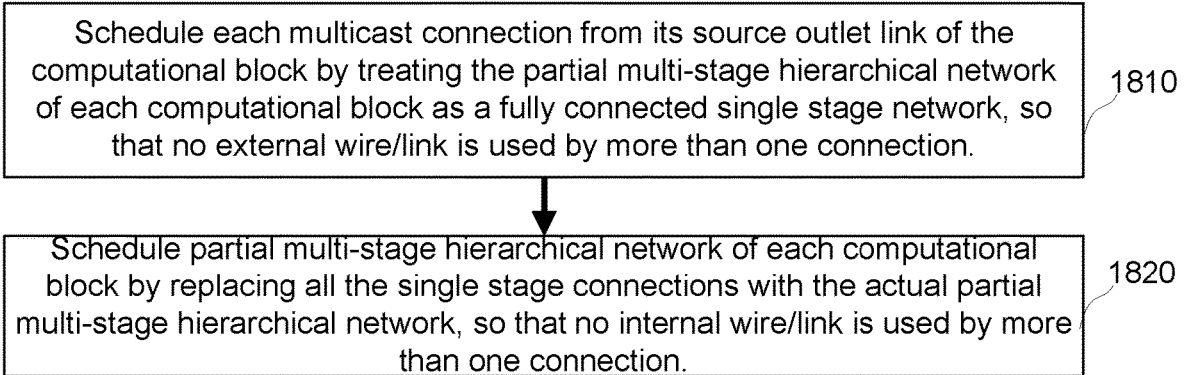 Schedule each multicast connection from its source outlet link of the
computational block by treating the partial multi-stage hierarchical network
of each computational block as a fully connected single stage network, so
that no external wire/link is used by more than one connection.
1810
Schedule partial multi-stage hierarchical network of each computational
block by replacing all the single stage connections with the actual partial
multi-stage hierarchical network, so that no internal wire/link is used by more
than one connection.
1820